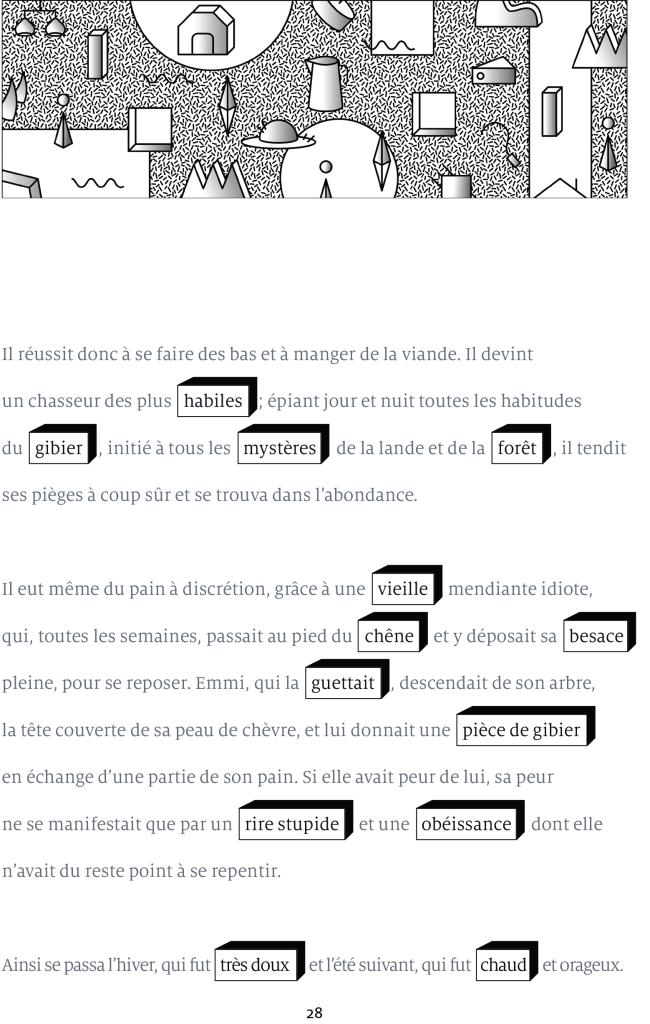 Il réussit donc à se faire des bas et à manger de la viande. Il devint
un chasseur des plus habiles ; épiant jour et nuit toutes les habitudes
du gibier, initié à tous les mystères de la lande et de la forêt, il tendit
ses pièges à coup sûr et se trouva dans l’abondance.
Il eut même du pain à discrétion, grâce à une vieille mendiante idiote,
qui, toutes les semaines, passait au pied du chêne et y déposait sa besace
pleine, pour se reposer. Emmi, qui la guettait, descendait de son arbre,
la tête couverte de sa peau de chèvre, et lui donnait une pièce de gibier
en échange d’une partie de son pain. Si elle avait peur de lui, sa peur
ne se manifestait que par un rire stupide et une obéissance dont elle
n’avait du reste point à se repentir.
Ainsi se passa l’hiver, qui fut très doux et l’été suivant, qui fut chaud et orageux.
28